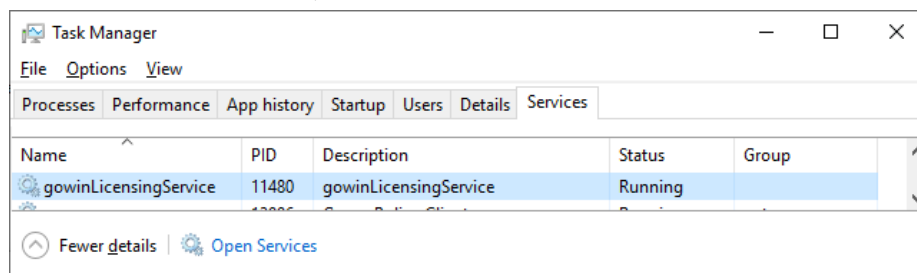 Task Manager
File Options View
Processes Performance App history Startup Users Details Services
Name PID Description Status Group
gowinLicensingService 11480 gowinLicensingService Running
Fewer details Open Services